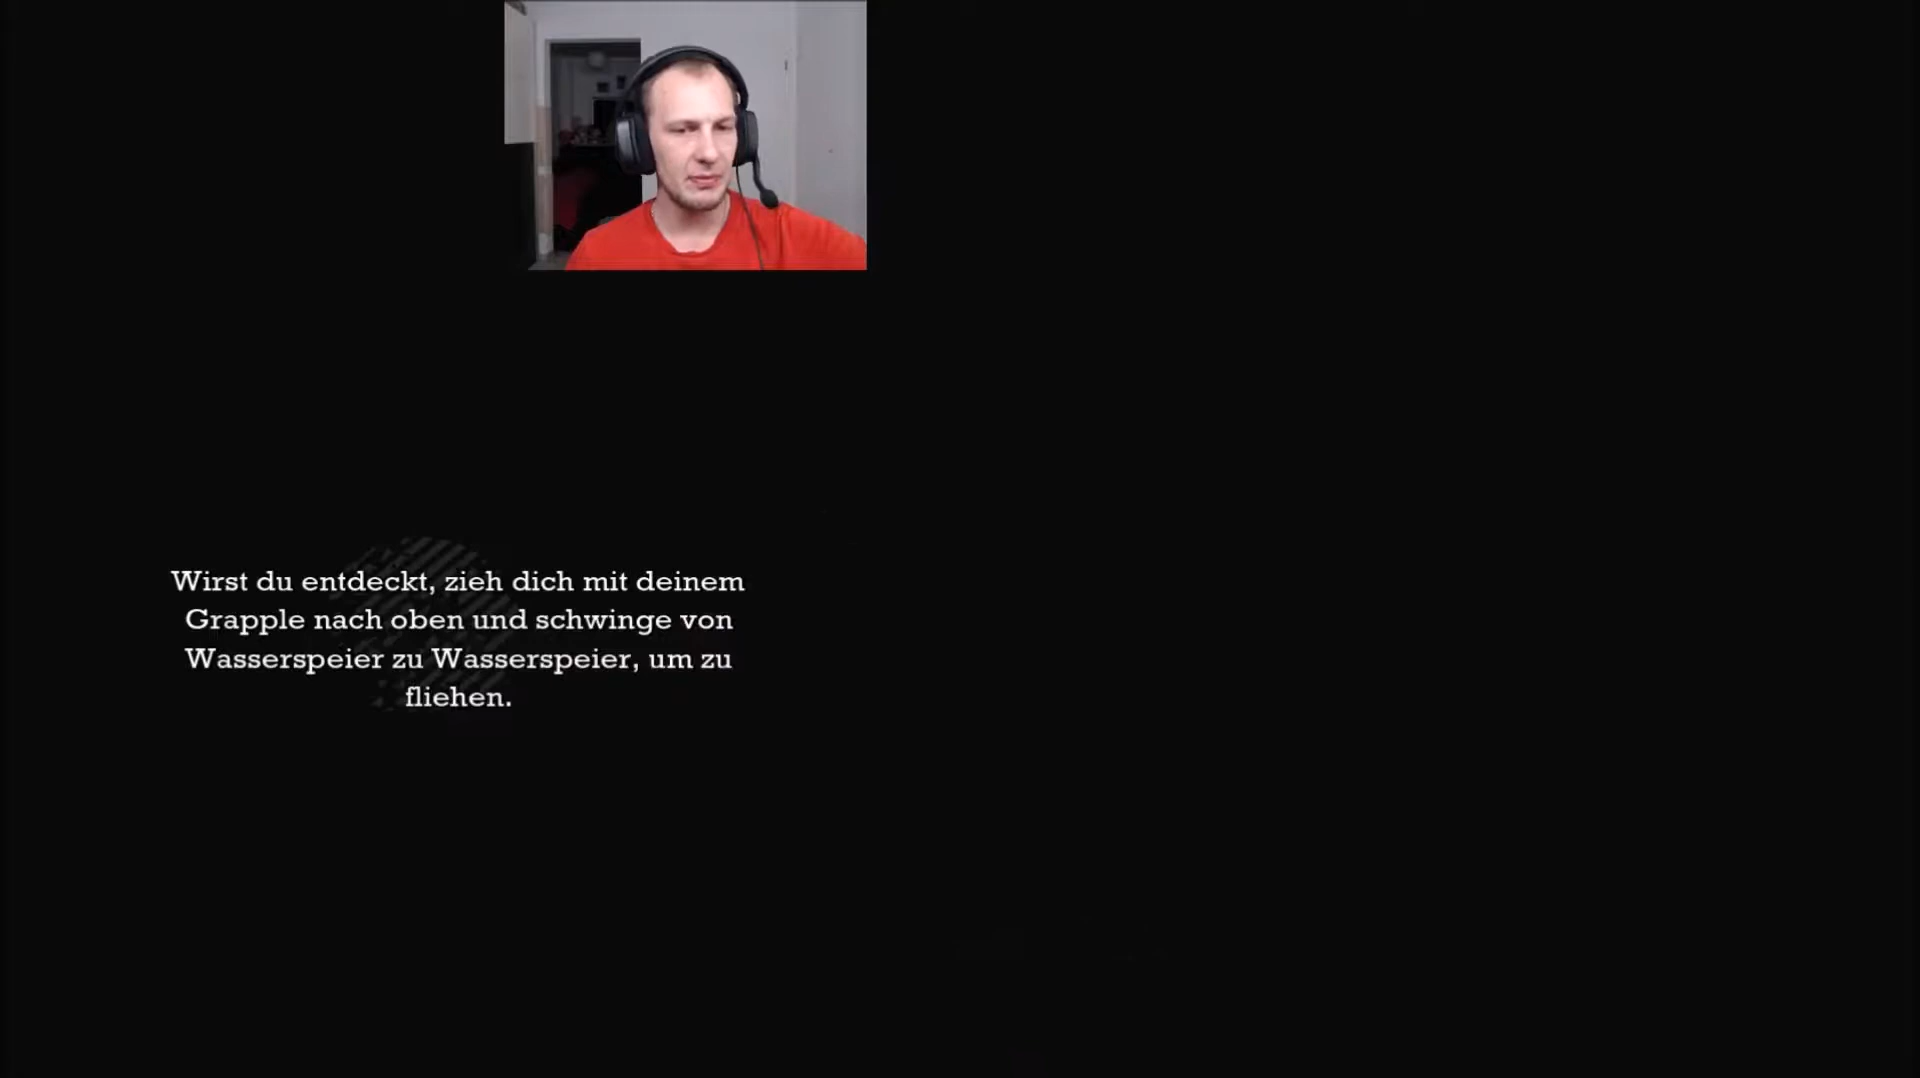 Wirst du entdeckt, zieh dich mit deinem
Grapple nach oben und schwinge von
Wasserspeier zu Wasserspeier, um zu
fliehen.